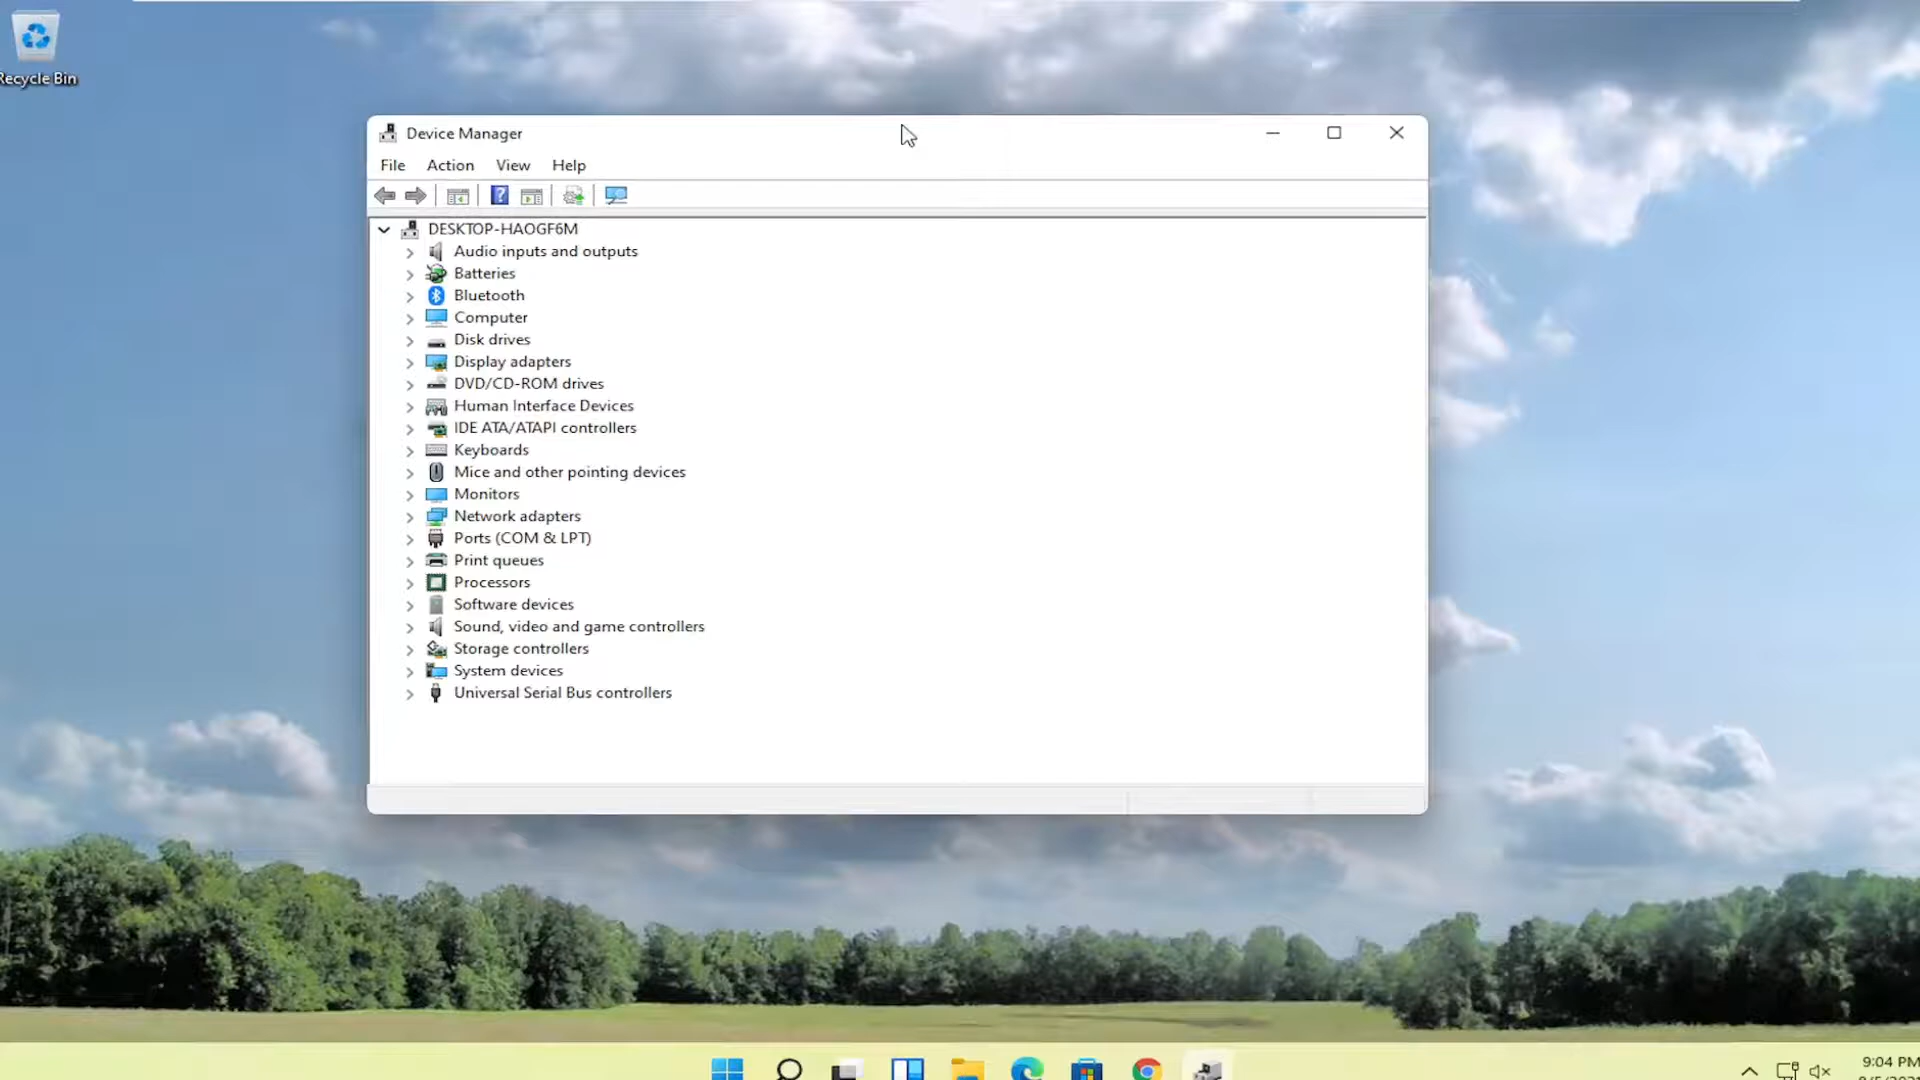 Recycle Bin
Device Manager
File Action View Help
DESKTOP-HAOGF6M
Audio inputs and outputs
Batteries
Bluetooth
Computer
Disk drives
Display adapters
DVD/CD-ROM drives
Human Interface Devices
IDE ATA/ATAPI controllers
Keyboards
Mice and other pointing devices
Monitors
Network adapters
Ports (COM & LPT)
Print queues
Processors
Software devices
Sound, video and game controllers
Storage controllers
System devices
Universal Serial Bus controllers
9:04 PM